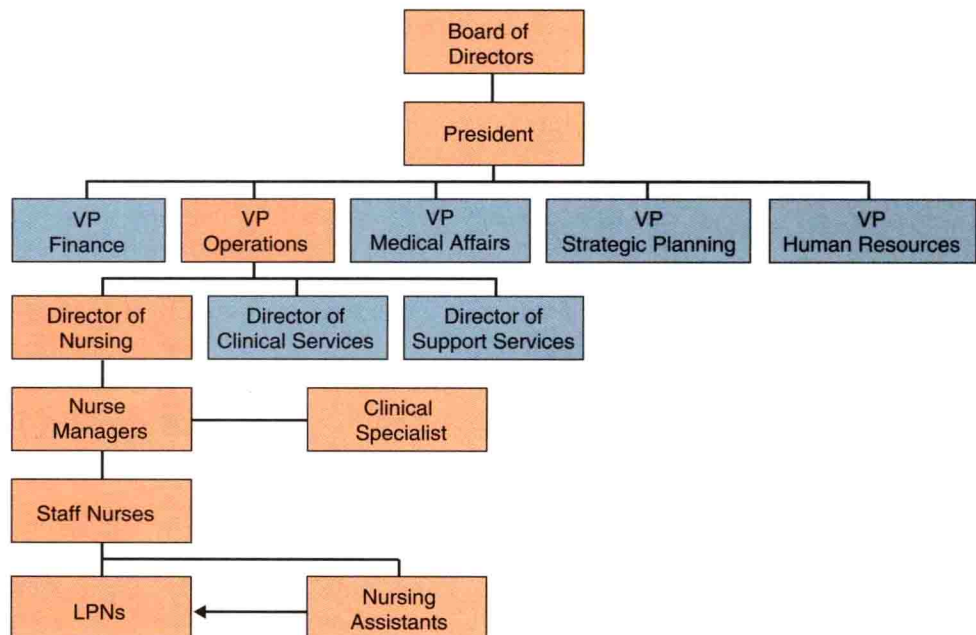 Board of
Directors
President
VP
Finance
VP
Operations
VP
Medical Affairs
VP
Strategic Planning
VP
Human Resources
Director of
Nursing
Director of
Clinical Services
Director of
Support Services
Nurse
Managers
Clinical
Specialist
Staff Nurses
LPNs
Nursing
Assistants